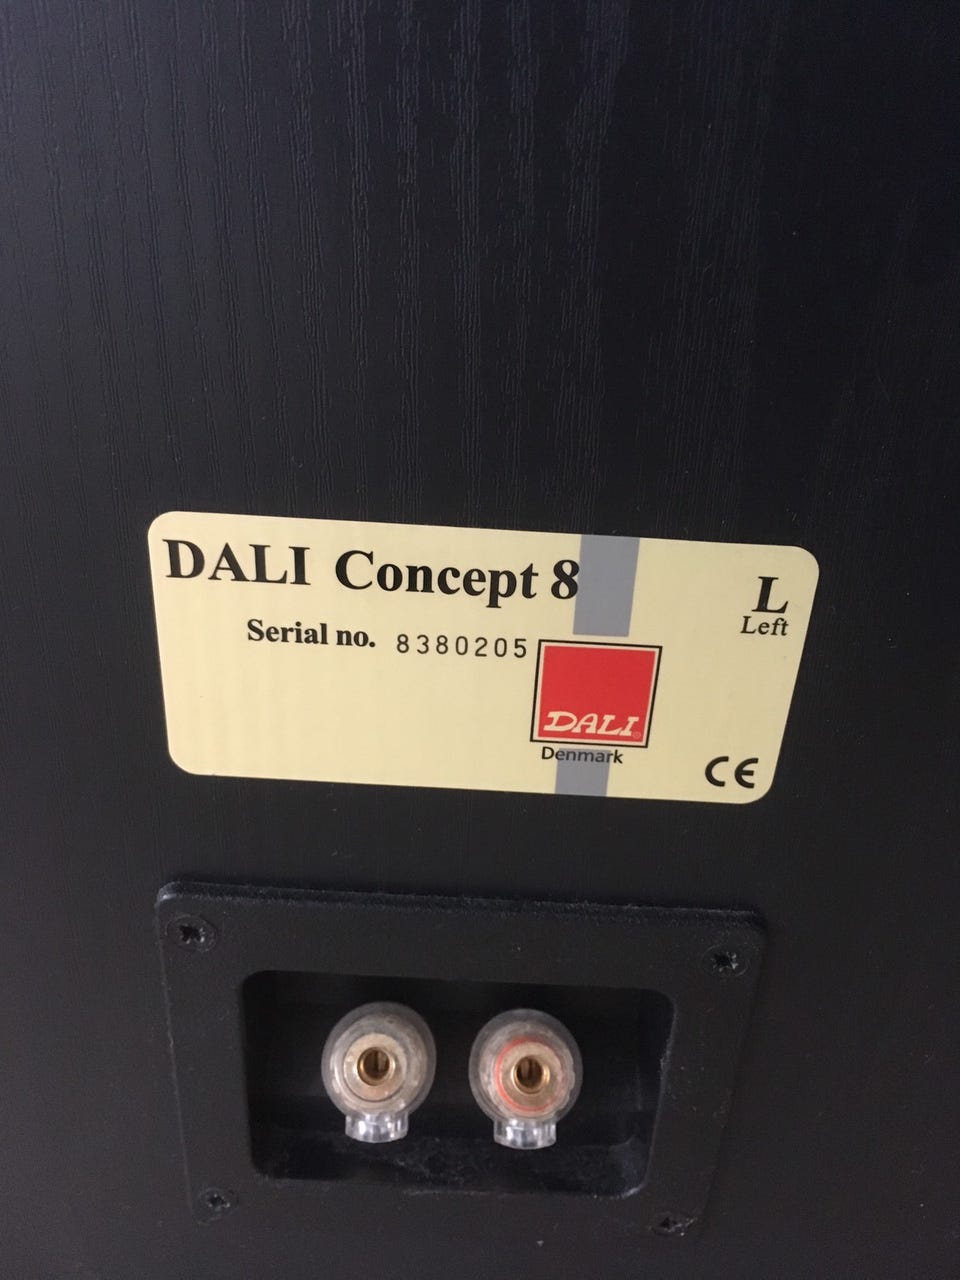 DALI Concept 8
L
Left
Serial no. 8380205
DALI
Denmark
CE